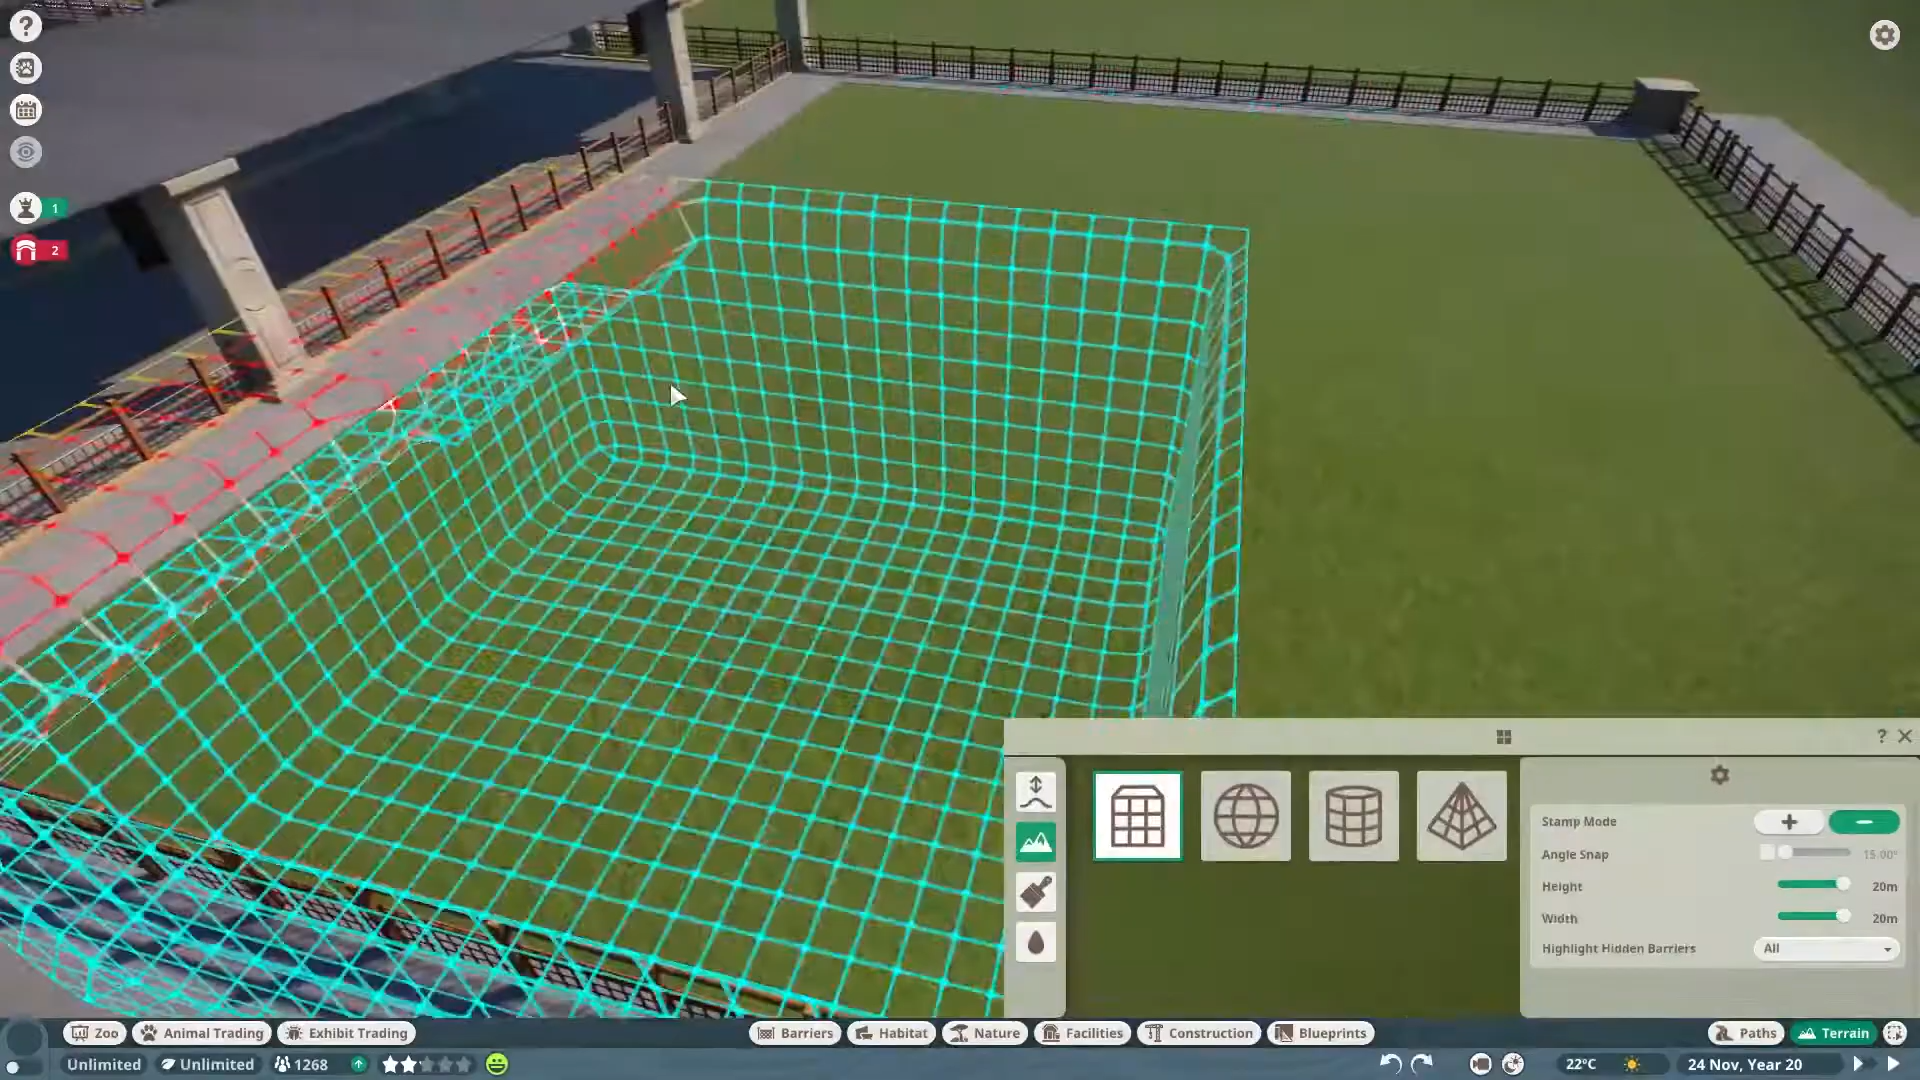 ?
1
2
? ×
Stamp Mode + −
Angle Snap 15.00°
Height 20m
Width 20m
Highlight Hidden Barriers All
Zoo Animal Trading Exhibit Trading Barriers Habitat Nature Facilities Construction Blueprints Paths Terrain
Unlimited Unlimited 1268 22°C 24 Nov, Year 20